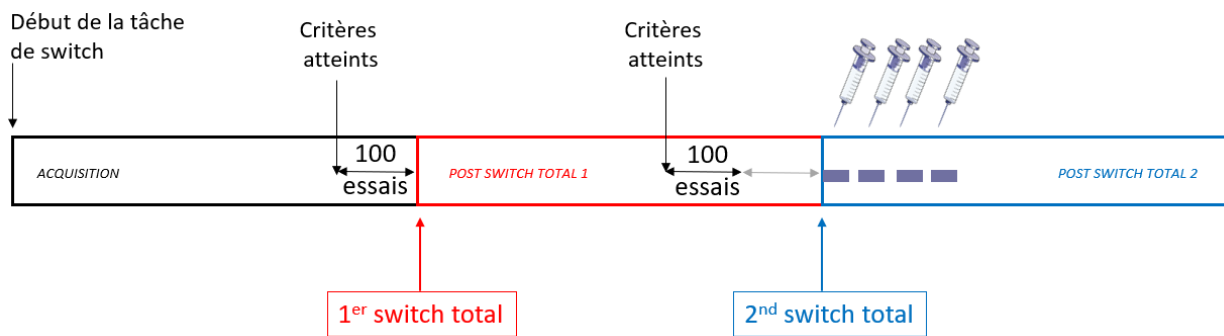 Début de la tâche
de switch
Critères
atteints
Critères
atteints
ACQUISITION
100
essais
POST SWITCH TOTAL 1
100
essais
POST SWITCH TOTAL 2
1er switch total
2nd switch total